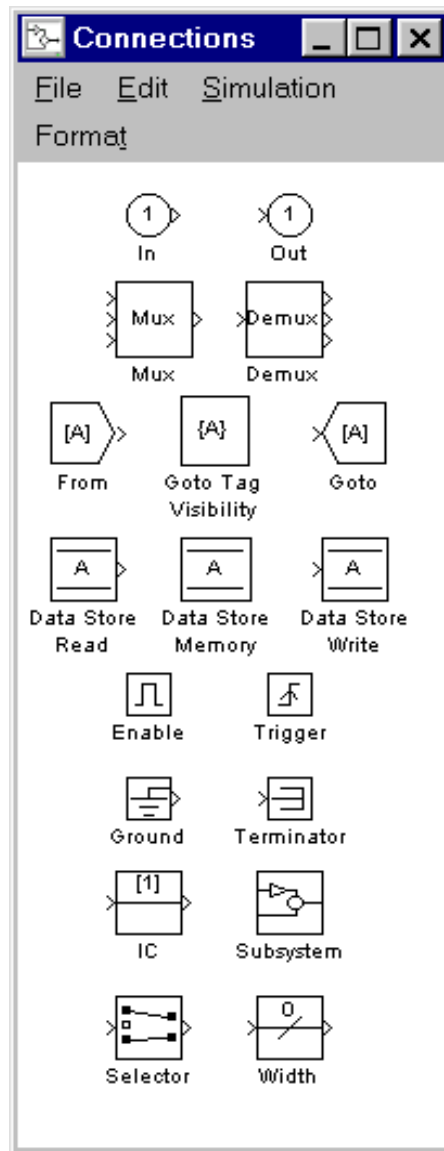 Connections
File Edit Simulation
Format
1 1
In Out
Mux Demux
Mux Demux
[A] {A} [A]
From Goto Tag Visibility Goto
A A A
Data Store Read Data Store Memory Data Store Write
Enable Trigger
Ground Terminator
[1]
IC Subsystem
0
Selector Width